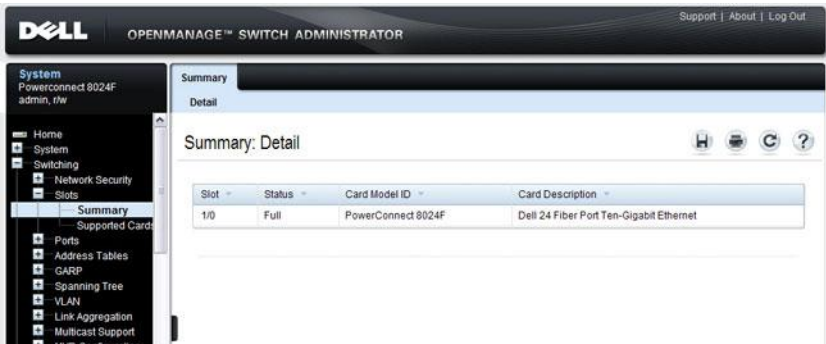 Support | About | Log Out
DELL OPENMANAGE™ SWITCH ADMINISTRATOR
System
Powerconnect 8024F
admin, r/w
Home
System
Switching
Network Security
Slots
Summary
Supported Cards
Ports
Address Tables
GARP
Spanning Tree
VLAN
Link Aggregation
Multicast Support
Summary
Detail
Summary: Detail
Slot Status Card Model ID Card Description
1/0 Full PowerConnect 8024F Dell 24 Fiber Port Ten-Gigabit Ethernet